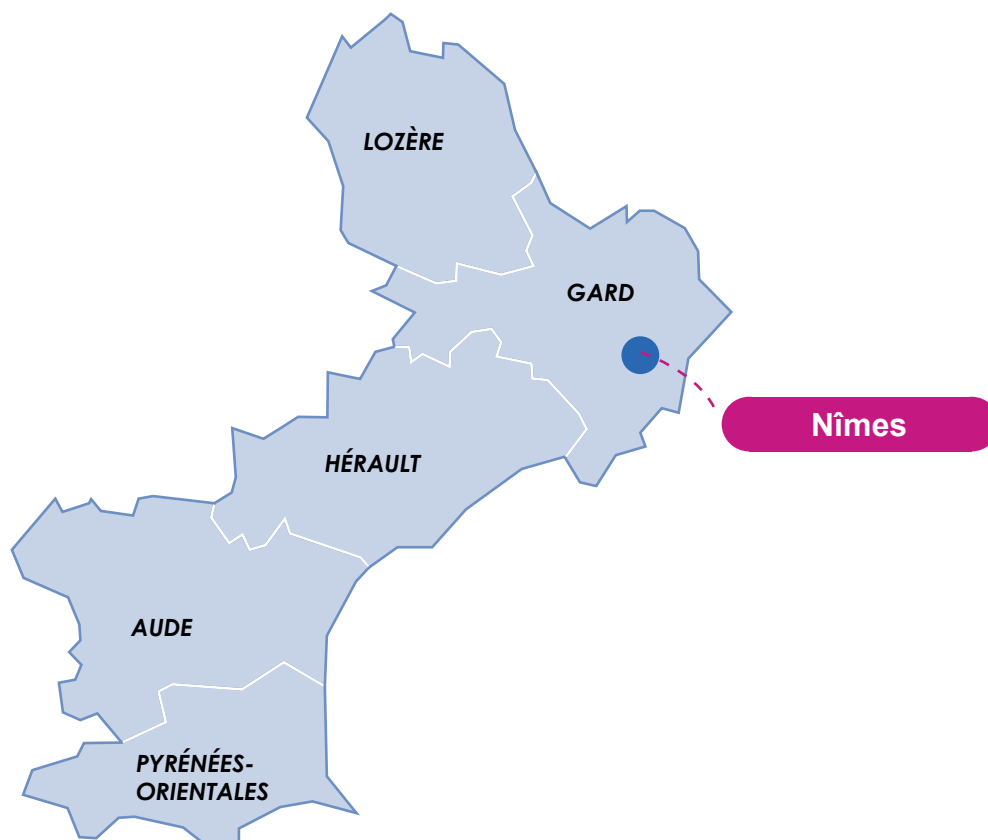 LOZÈRE
GARD
Nîmes
HÉRAULT
AUDE
PYRÉNÉES-
ORIENTALES